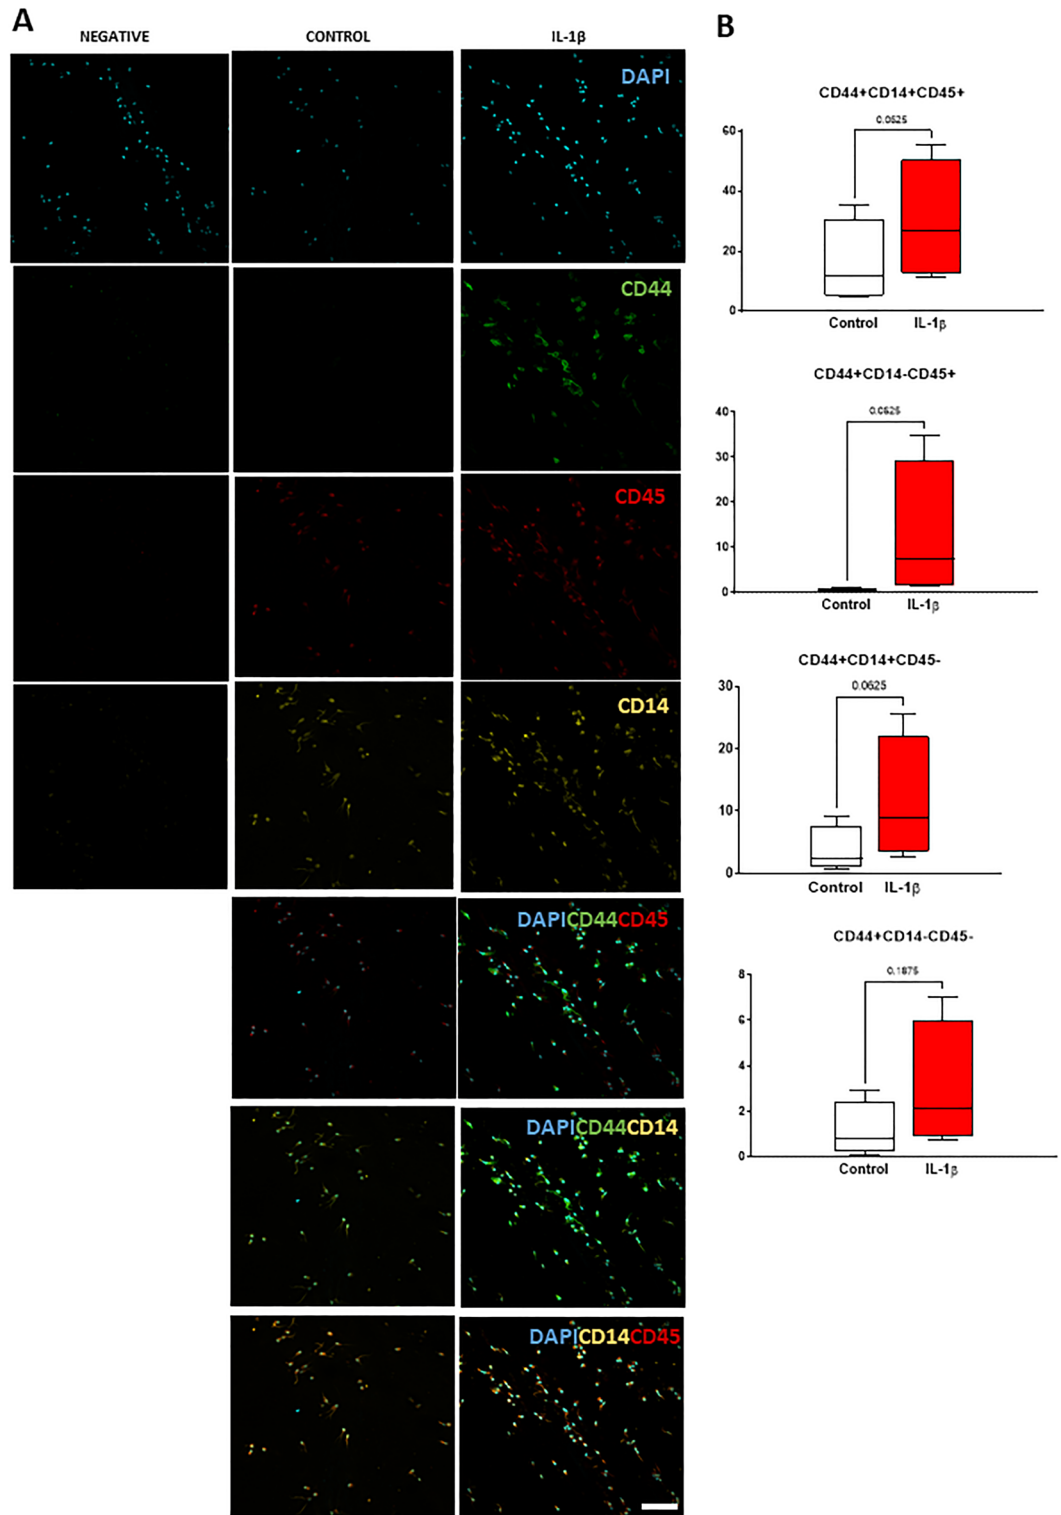 A
B
NEGATIVE
CONTROL
IL-1β
DAPI
CD44
CD45
CD14
DAPICD44CD45
DAPICD44CD14
DAPICD14CD45
CD44+CD14+CD45+
0.0625
60
40
20
0
Control
IL-1β
CD44+CD14-CD45+
0.0625
40
30
20
10
0
Control
IL-1β
CD44+CD14+CD45-
0.0625
30
20
10
0
Control
IL-1β
CD44+CD14-CD45-
0.1875
8
6
4
2
0
Control
IL-1β